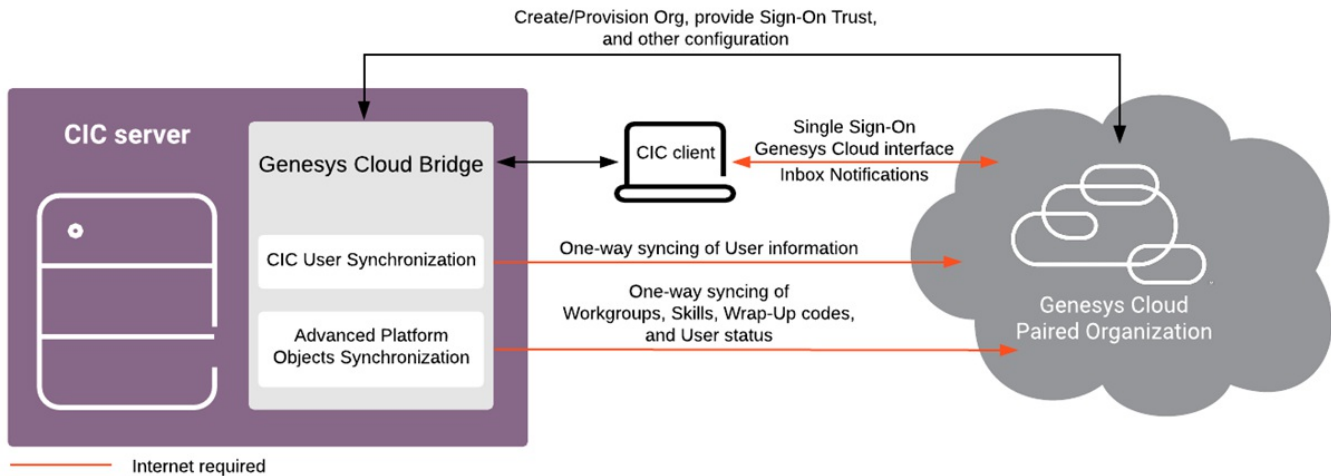 Create/Provision Org, provide Sign-On Trust,
and other configuration
CIC server
Genesys Cloud Bridge
CIC client
Single Sign-On
Genesys Cloud interface
Inbox Notifications
CIC User Synchronization
One-way syncing of User information
One-way syncing of
Workgroups, Skills, Wrap-Up codes,
and User status
Advanced Platform
Objects Synchronization
Genesys Cloud
Paired Organization
Internet required